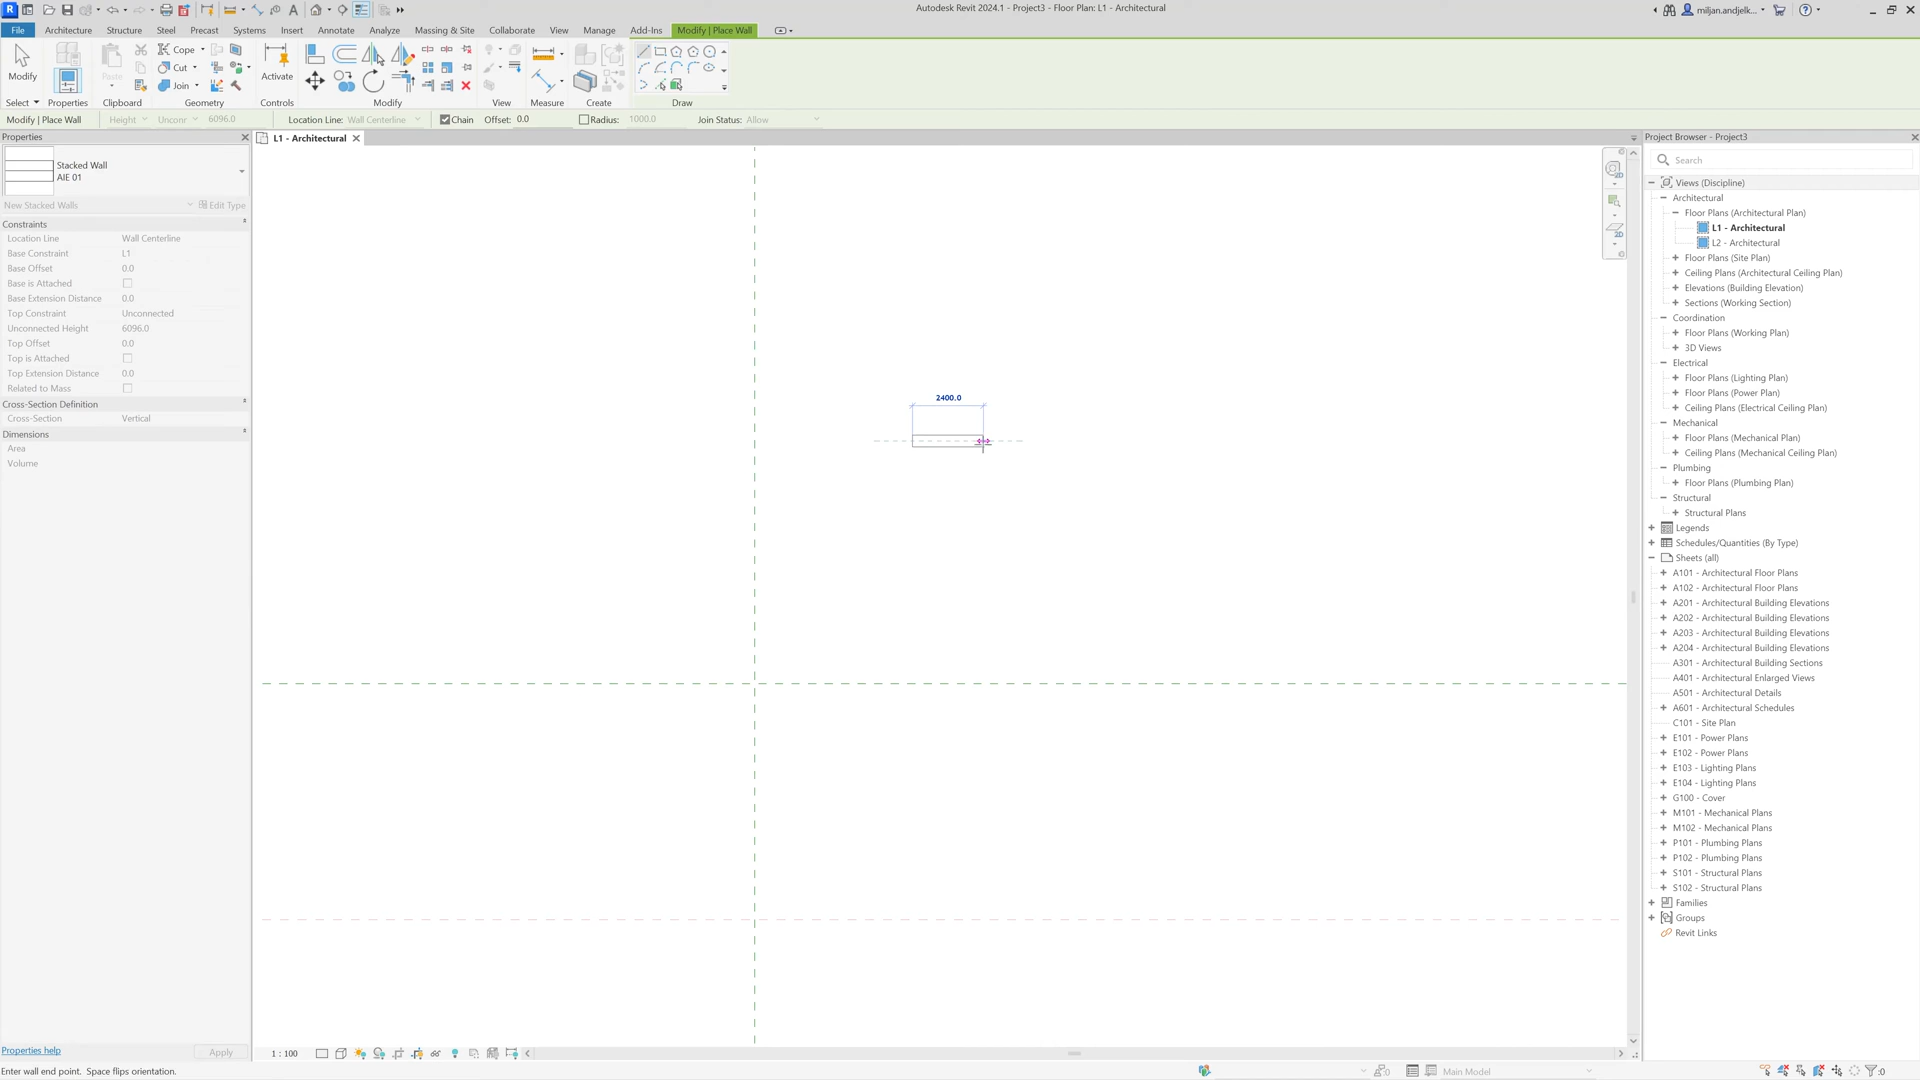 Autodesk Revit 2024.1 - Project3 - Floor Plan: L1 - Architectural
miljan.andjelk...
File Architecture Structure Steel Precast Systems Insert Annotate Analyze Massing & Site Collaborate View Manage Add-Ins Modify | Place Wall
Modify
Paste
Cope
Cut
Join
Activate
Select Properties Clipboard Geometry Controls Modify View Measure Create Draw
Modify | Place Wall Height Unconr 6096.0 Location Line: Wall Centerline Chain Offset: 0.0 Radius: 1000.0 Join Status: Allow
Properties
Stacked Wall
AIE 01
New Stacked Walls Edit Type
Constraints
Location Line Wall Centerline
Base Constraint L1
Base Offset 0.0
Base is Attached
Base Extension Distance 0.0
Top Constraint Unconnected
Unconnected Height 6096.0
Top Offset 0.0
Top is Attached
Top Extension Distance 0.0
Related to Mass
Cross-Section Definition
Cross-Section Vertical
Dimensions
Area
Volume
Properties help
Apply
L1 - Architectural
2400.0
2D
2D
1 : 100
Project Browser - Project3
Search
Views (Discipline)
Architectural
Floor Plans (Architectural Plan)
L1 - Architectural
L2 - Architectural
Floor Plans (Site Plan)
Ceiling Plans (Architectural Ceiling Plan)
Elevations (Building Elevation)
Sections (Working Section)
Coordination
Floor Plans (Working Plan)
3D Views
Electrical
Floor Plans (Lighting Plan)
Floor Plans (Power Plan)
Ceiling Plans (Electrical Ceiling Plan)
Mechanical
Floor Plans (Mechanical Plan)
Ceiling Plans (Mechanical Ceiling Plan)
Plumbing
Floor Plans (Plumbing Plan)
Structural
Structural Plans
Legends
Schedules/Quantities (By Type)
Sheets (all)
A101 - Architectural Floor Plans
A102 - Architectural Floor Plans
A201 - Architectural Building Elevations
A202 - Architectural Building Elevations
A203 - Architectural Building Elevations
A204 - Architectural Building Elevations
A301 - Architectural Building Sections
A401 - Architectural Enlarged Views
A501 - Architectural Details
A601 - Architectural Schedules
C101 - Site Plan
E101 - Power Plans
E102 - Power Plans
E103 - Lighting Plans
E104 - Lighting Plans
G100 - Cover
M101 - Mechanical Plans
M102 - Mechanical Plans
P101 - Plumbing Plans
P102 - Plumbing Plans
S101 - Structural Plans
S102 - Structural Plans
Families
Groups
Revit Links
Enter wall end point. Space flips orientation.
:0
Main Model
:0